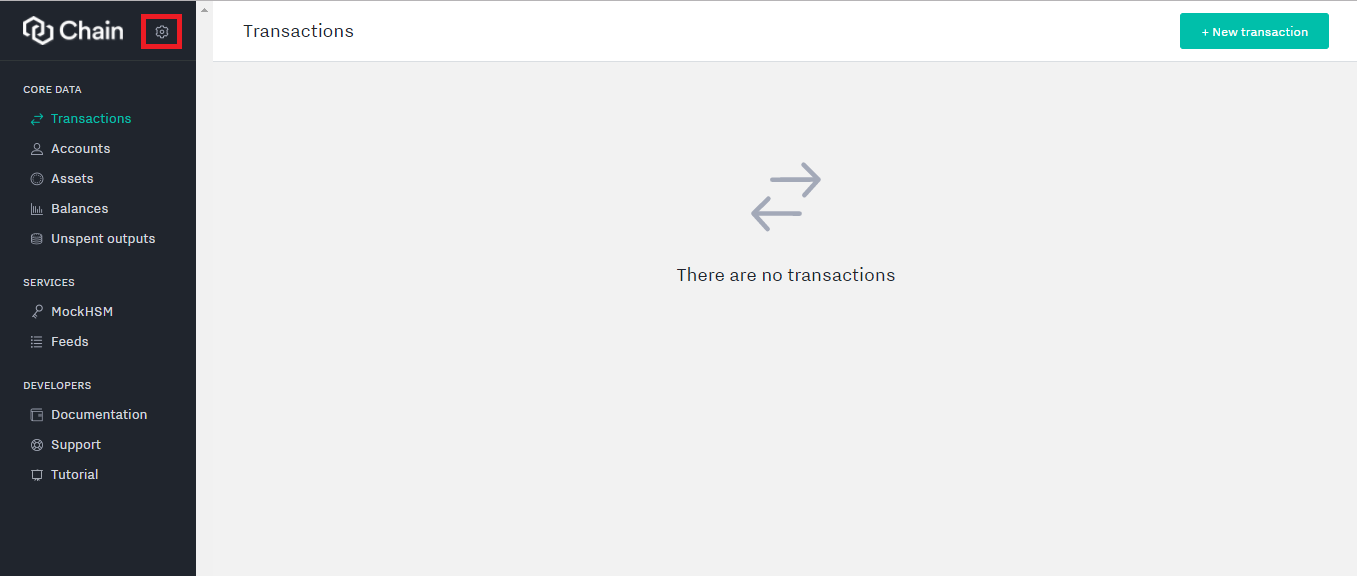 Chain
CORE DATA
Transactions
Accounts
Assets
Balances
Unspent outputs
SERVICES
MockHSM
Feeds
DEVELOPERS
Documentation
Support
Tutorial
Transactions
+ New transaction
There are no transactions